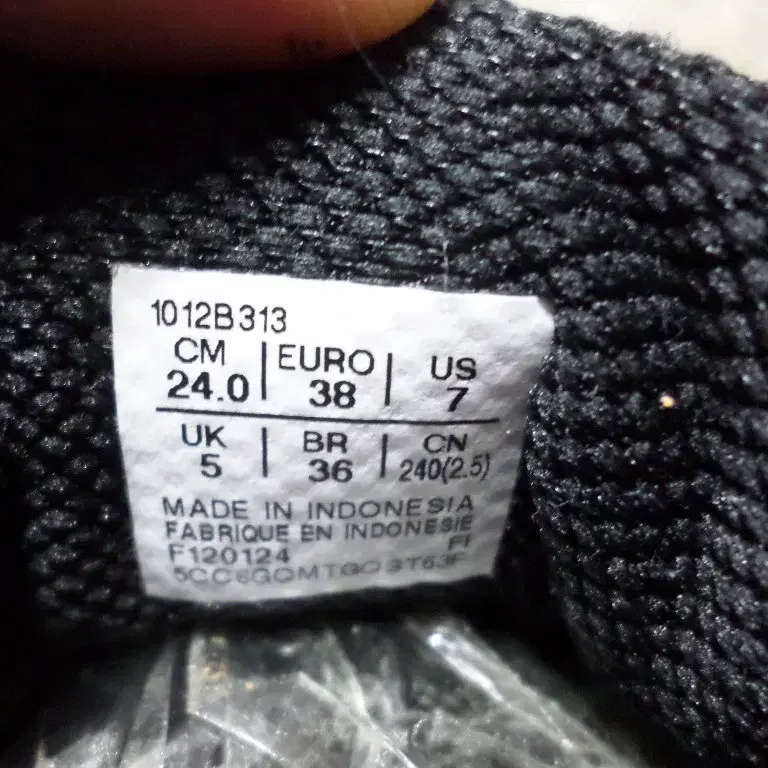 1012B313
CM | EURO | US
24.0 | 38 | 7
UK | BR | CN
5 | 36 | 240(2.5)
MADE IN INDONESIA
FABRIQUE EN INDONESIE
F120124 FI